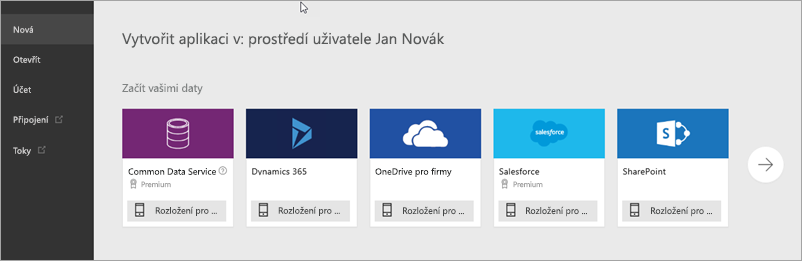 Nová
Otevřít
Účet
Připojení
Toky
Vytvořit aplikaci v: prostředí uživatele Jan Novák
Začít vašimi daty
Common Data Service ?
Premium
Rozložení pro ...
Dynamics 365
Rozložení pro ...
OneDrive pro firmy
Rozložení pro ...
salesforce
Salesforce
Premium
Rozložení pro ...
S
SharePoint
Rozložení pro ...